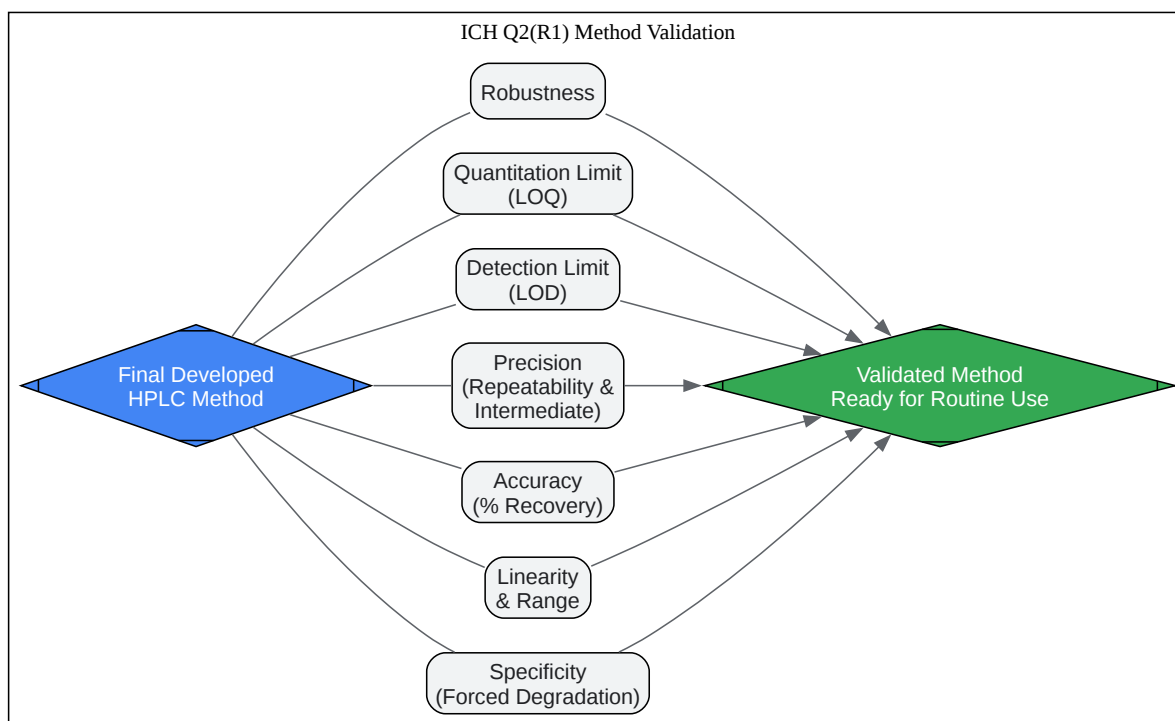 ICH Q2(R1) Method Validation
Robustness
Quantitation Limit
(LOQ)
Detection Limit
(LOD)
Final Developed
HPLC Method
Precision
(Repeatability &
Intermediate)
Validated Method
Ready for Routine Use
Accuracy
(% Recovery)
Linearity
& Range
Specificity
(Forced Degradation)